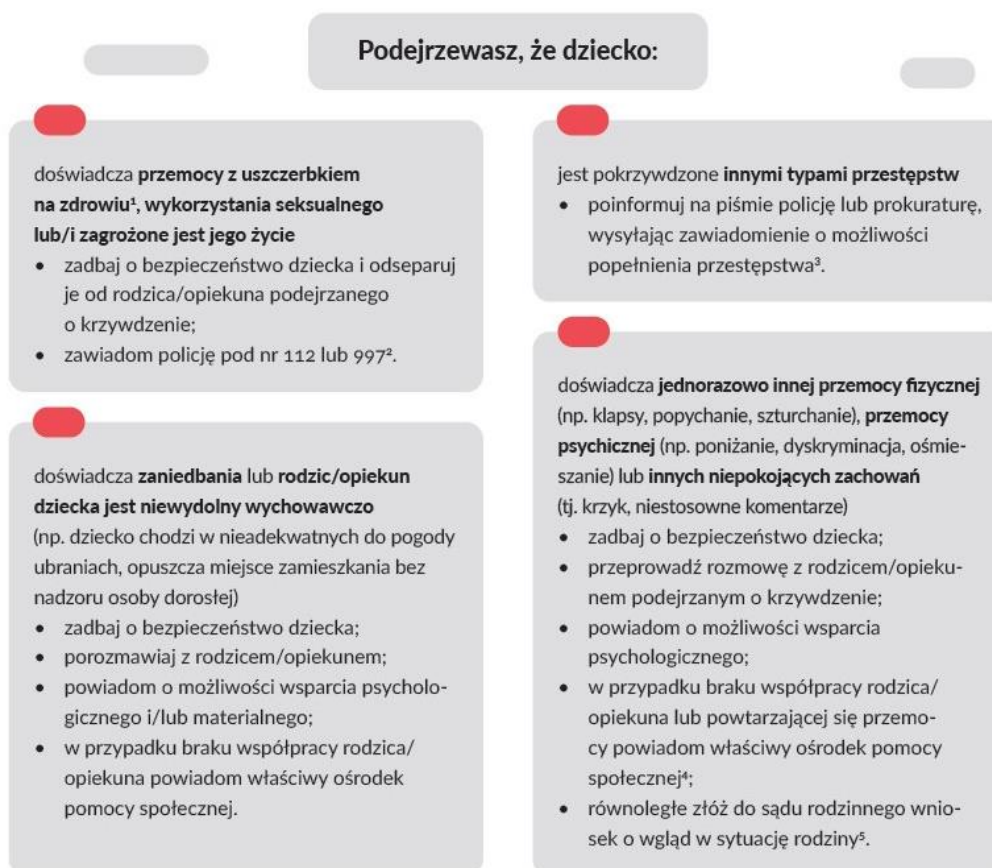 Podejrzewasz, że dziecko:
doświadcza przemocy z uszczerbkiem
na zdrowiu¹, wykorzystania seksualnego
lub/i zagrożone jest jego życie
• zadbaj o bezpieczeństwo dziecka i odseparuj
je od rodzica/opiekuna podejrzanego
o krzywdzenie;
• zawiadom policję pod nr 112 lub 997².
doświadcza zaniedbania lub rodzic/opiekun
dziecka jest niewydolny wychowawczo
(np. dziecko chodzi w nieadekwatnych do pogody
ubraniach, opuszcza miejsce zamieszkania bez
nadzoru osoby dorosłej)
• zadbaj o bezpieczeństwo dziecka;
• porozmawiaj z rodzicem/opiekunem;
• powiadom o możliwości wsparcia psycholo-
gicznego i/lub materialnego;
• w przypadku braku współpracy rodzica/
opiekuna powiadom właściwy ośrodek
pomocy społecznej.
jest pokrzywdzone innymi typami przestępstw
• poinformuj na piśmie policję lub prokuraturę,
wysyłając zawiadomienie o możliwości
popełnienia przestępstwa³.
doświadcza jednorazowo innej przemocy fizycznej
(np. klapsy, popychanie, szturchanie), przemocy
psychicznej (np. poniżanie, dyskryminacja, ośmie-
szanie) lub innych niepokojących zachowań
(tj. krzyk, niestosowne komentarze)
• zadbaj o bezpieczeństwo dziecka;
• przeprowadź rozmowę z rodzicem/opieku-
nem podejrzanym o krzywdzenie;
• powiadom o możliwości wsparcia
psychologicznego;
• w przypadku braku współpracy rodzica/
opiekuna lub powtarzającej się przemo-
cy powiadom właściwy ośrodek pomocy
społecznej⁴;
• równoległe złóż do sądu rodzinnego wnio-
sek o wgląd w sytuację rodziny⁵.